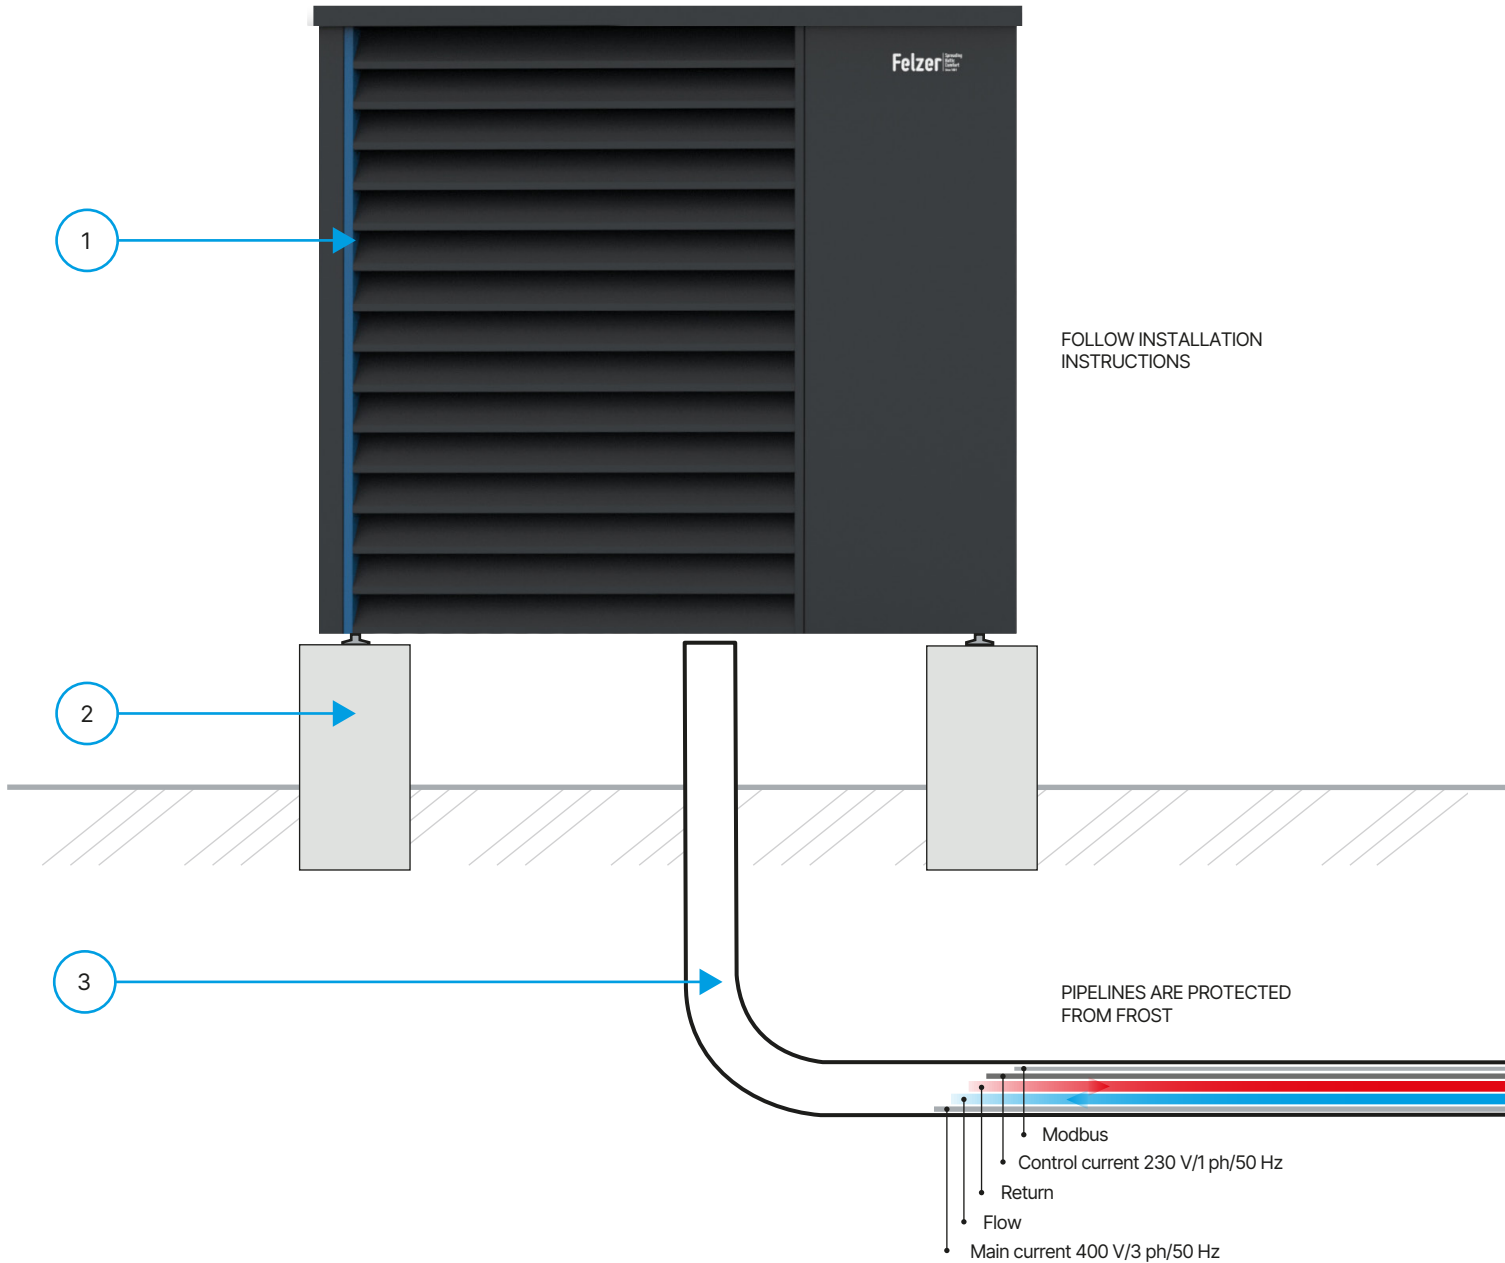 Felzer
1
FOLLOW INSTALLATION
INSTRUCTIONS
2
3
PIPELINES ARE PROTECTED
FROM FROST
Modbus
Control current 230 V/1 ph/50 Hz
Return
Flow
Main current 400 V/3 ph/50 Hz